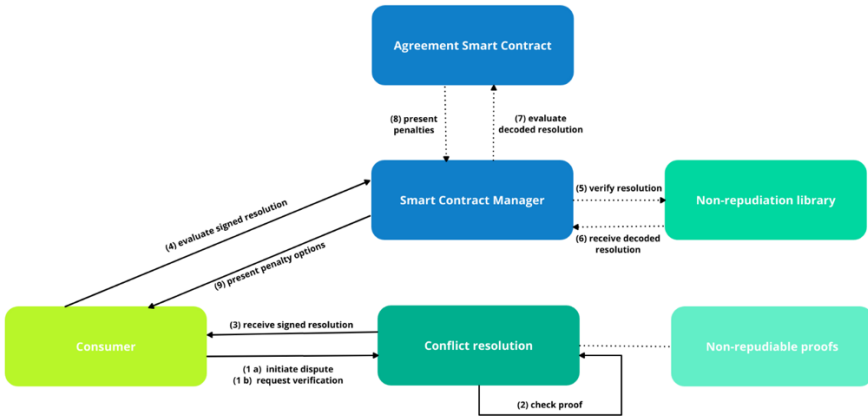 Agreement Smart Contract
(8) present
penalties
(7) evaluate
decoded resolution
(4) evaluate signed resolution
Smart Contract Manager
(5) verify resolution
Non-repudiation library
(6) receive decoded
resolution
(9) present penalty options
Consumer
(3) receive signed resolution
(1 a) initiate dispute
(1 b) request verification
Conflict resolution
Non-repudiable proofs
(2) check proof